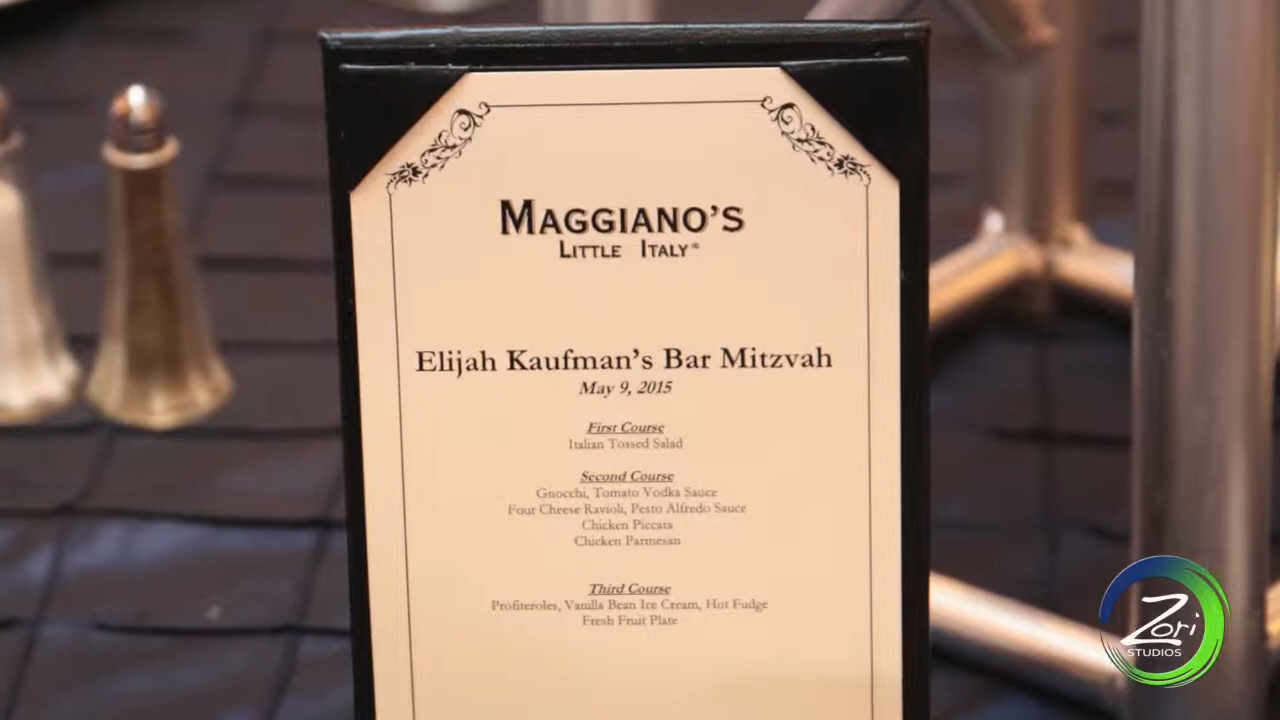 MAGGIANO'S
LITTLE ITALY®
Elijah Kaufman's Bar Mitzvah
May 9, 2015
First Course
Italian Tossed Salad
Second Course
Gnocchi, Tomato Vodka Sauce
Four Cheese Ravioli, Pesto Alfredo Sauce
Chicken Piccata
Chicken Parmesan
Third Course
Profiteroles, Vanilla Bean Ice Cream, Hot Fudge
Fresh Fruit Plate
Zori
STUDIOS